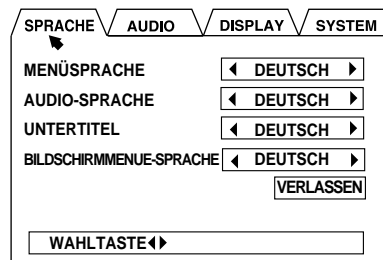 SPRACHE AUDIO DISPLAY SYSTEM
MENÜSPRACHE DEUTSCH
AUDIO-SPRACHE DEUTSCH
UNTERTITEL DEUTSCH
BILDSCHIRMMENUE-SPRACHE DEUTSCH
VERLASSEN
WAHLTASTE